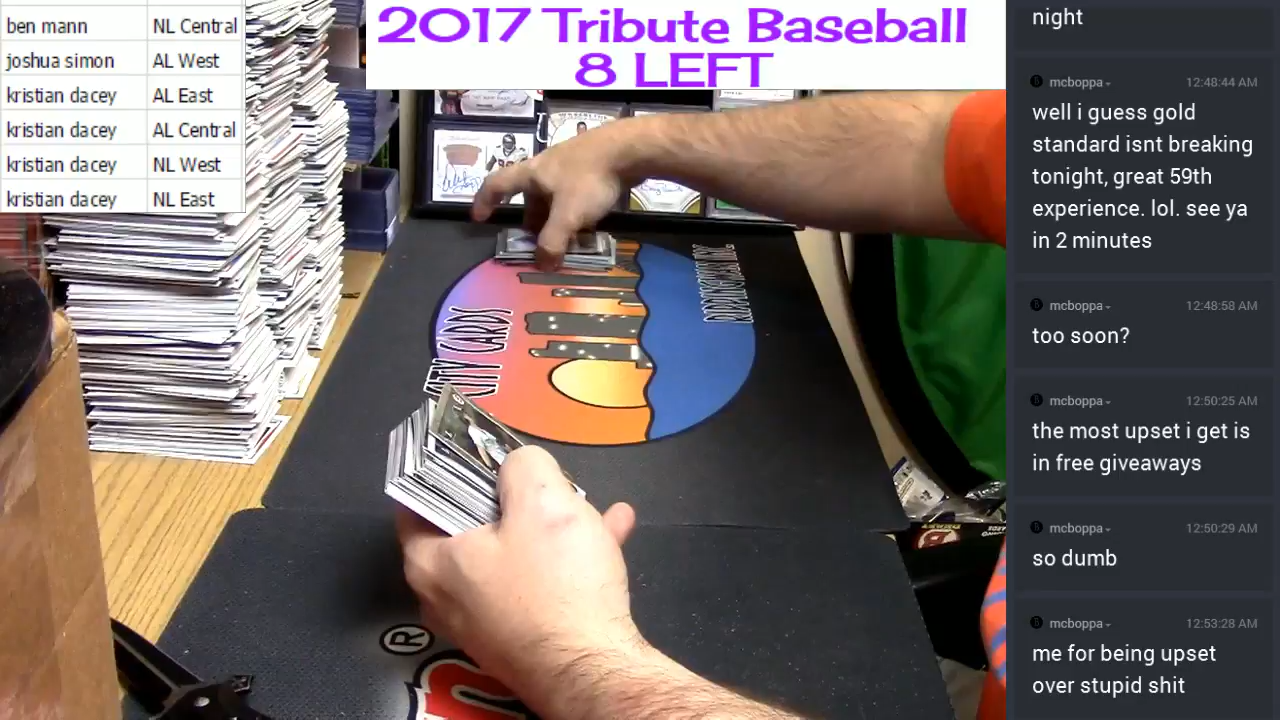 ben mann NL Central
joshua simon AL West
kristian dacey AL East
kristian dacey AL Central
kristian dacey NL West
kristian dacey NL East
2017 Tribute Baseball
8 LEFT
CITY CARDS
RIPPINCITYCARDS
®
night
mcboppa 12:48:44 AM
well i guess gold
standard isnt breaking
tonight, great 59th
experience. lol. see ya
in 2 minutes
mcboppa 12:48:58 AM
too soon?
mcboppa 12:50:25 AM
the most upset i get is
in free giveaways
mcboppa 12:50:29 AM
so dumb
mcboppa 12:53:28 AM
me for being upset
over stupid shit